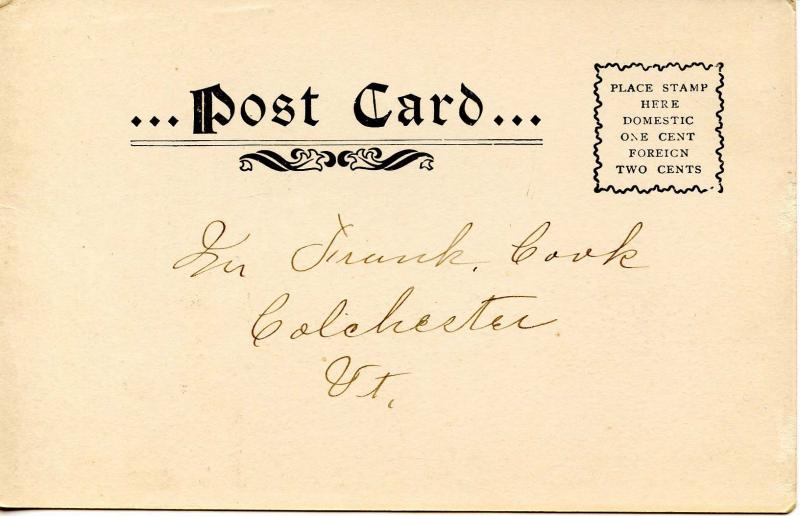 ...Post Card...
PLACE STAMP
HERE
DOMESTIC
ONE CENT
FOREIGN
TWO CENTS
Mr Frank Cook
Colchester
Vt.